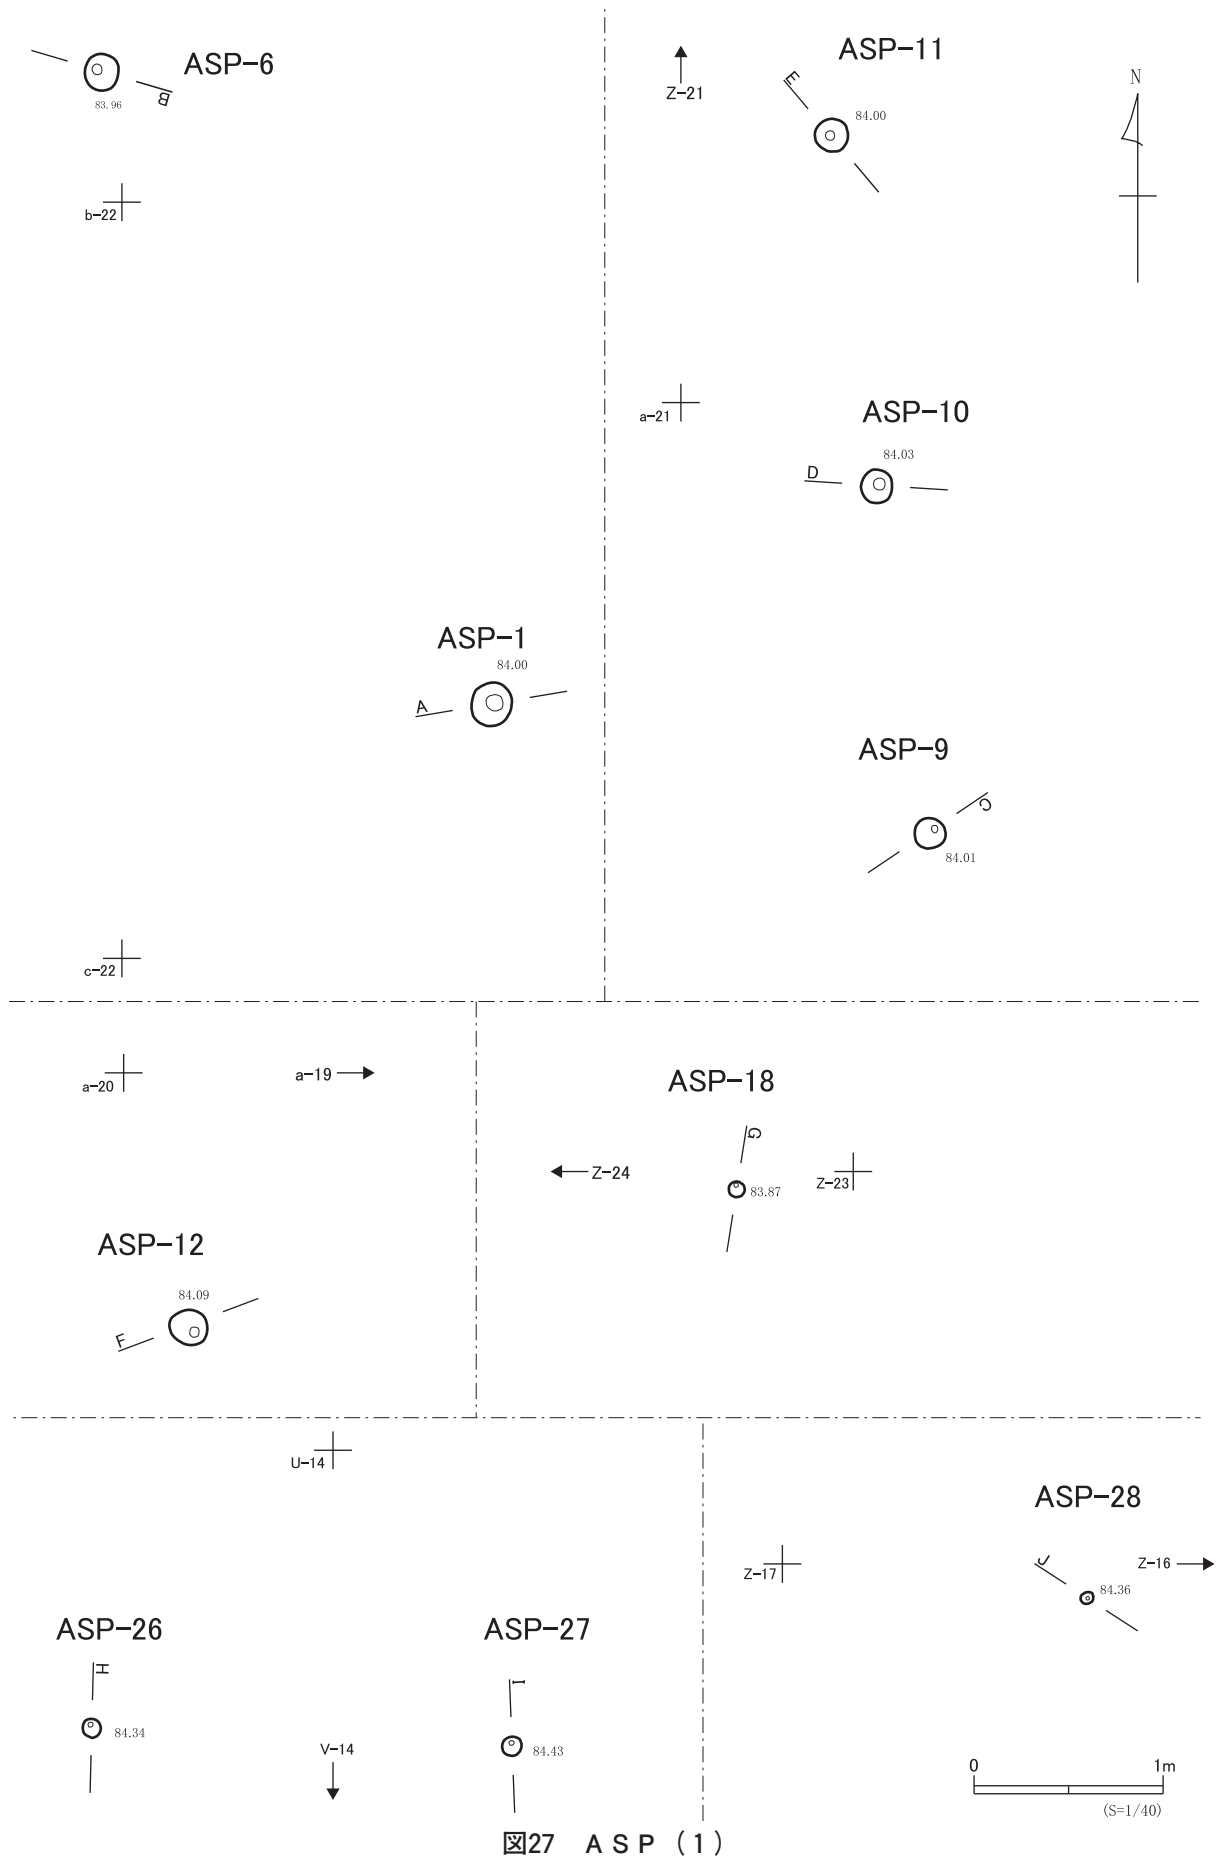 ASP-6
B
83.96
b-22
ASP-1
84.00
A
c-22
Z-21
ASP-11
E
84.00
N
a-21
ASP-10
84.03
D
ASP-9
C
84.01
a-20
a-19
ASP-12
84.09
F
ASP-18
G
Z-24
83.87
Z-23
U-14
ASP-26
H
84.34
V-14
ASP-27
I
84.43
ASP-28
Z-17
J
84.36
Z-16
0 1m
(S=1/40)
図27 ASP(1)